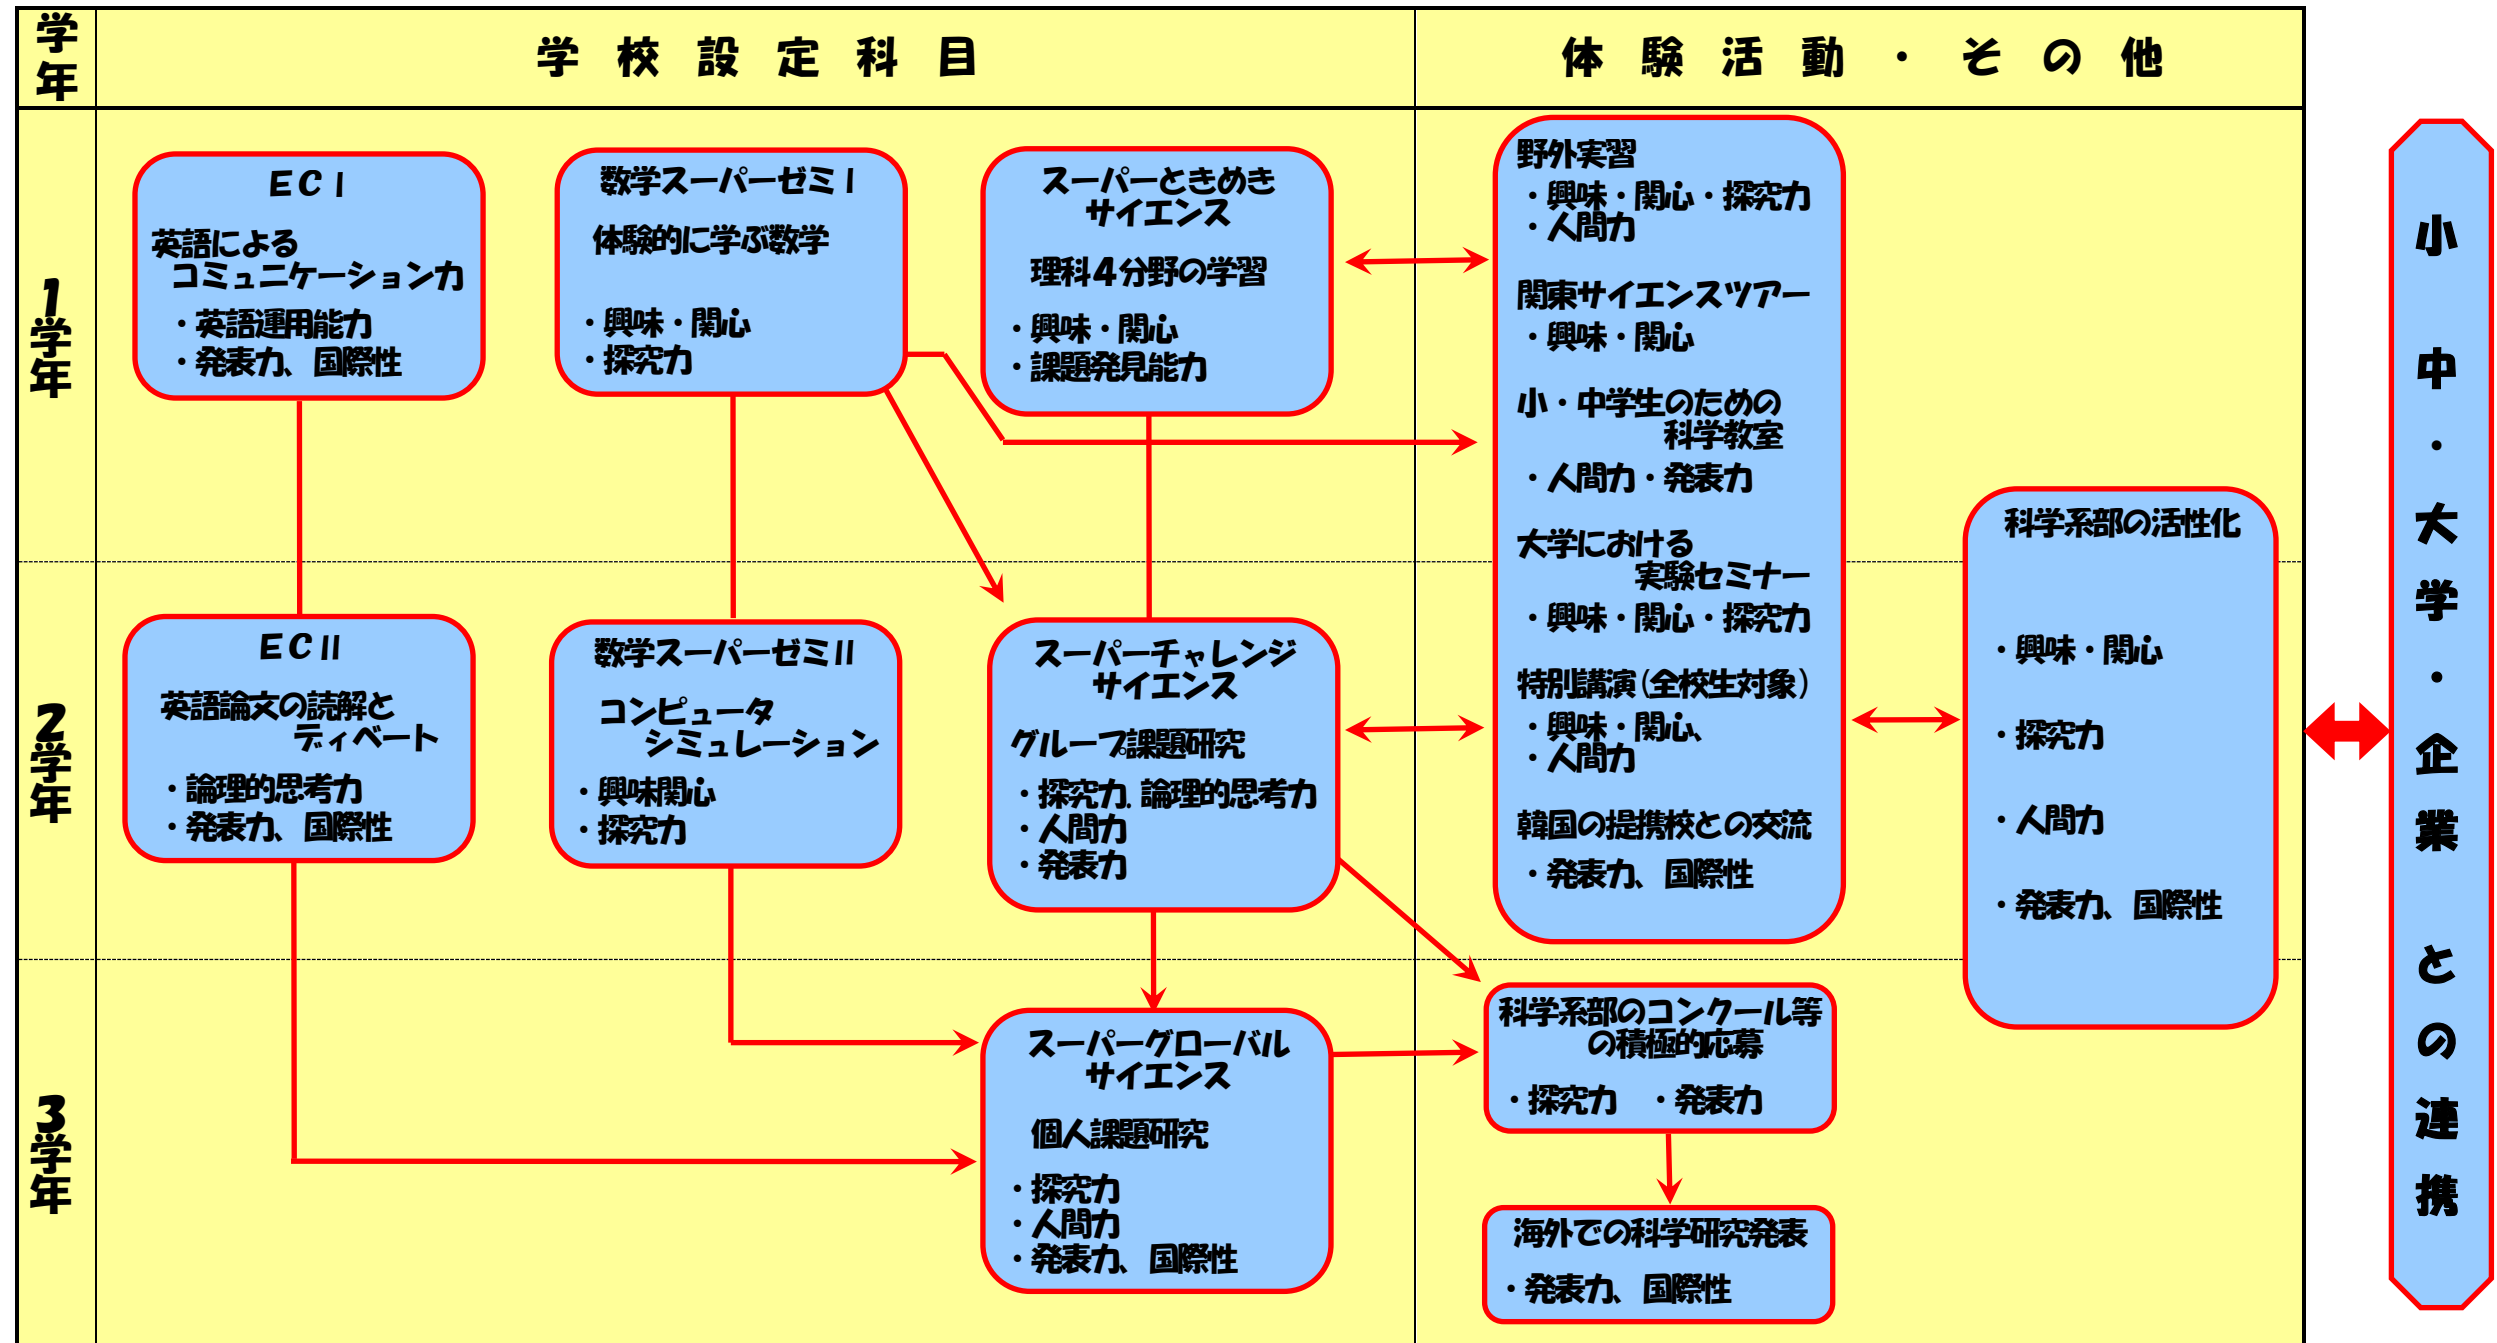 学年
学校設定科目
体験活動・その他
1学年
ECⅠ
英語による
コミュニケーション力
・英語運用能力
・発表力、国際性
数学スーパーゼミⅠ
体験的に学ぶ数学
・興味・関心
・探究力
スーパーときめき
サイエンス
理科4分野の学習
・興味・関心
・課題発見能力
野外実習
・興味・関心・探究力
・人間力
関東サイエンスツアー
・興味・関心
小・中学生のための
科学教室
・人間力・発表力
大学における
実験セミナー
・興味・関心・探究力
特別講演(全校生対象)
・興味・関心、
・人間力
韓国の提携校との交流
・発表力、国際性
科学系部の活性化
・興味・関心
・探究力
・人間力
・発表力、国際性
2学年
ECⅡ
英語論文の読解と
ディベート
・論理的思考力
・発表力、国際性
数学スーパーゼミⅡ
コンピュータ
シミュレーション
・興味関心
・探究力
スーパーチャレンジ
サイエンス
グループ課題研究
・探究力、論理的思考力
・人間力
・発表力
3学年
スーパーグローバル
サイエンス
個人課題研究
・探究力
・人間力
・発表力、国際性
科学系部のコンクール等
の積極的応募
・探究力 ・発表力
海外での科学研究発表
・発表力、国際性
小中・大学・企業との連携